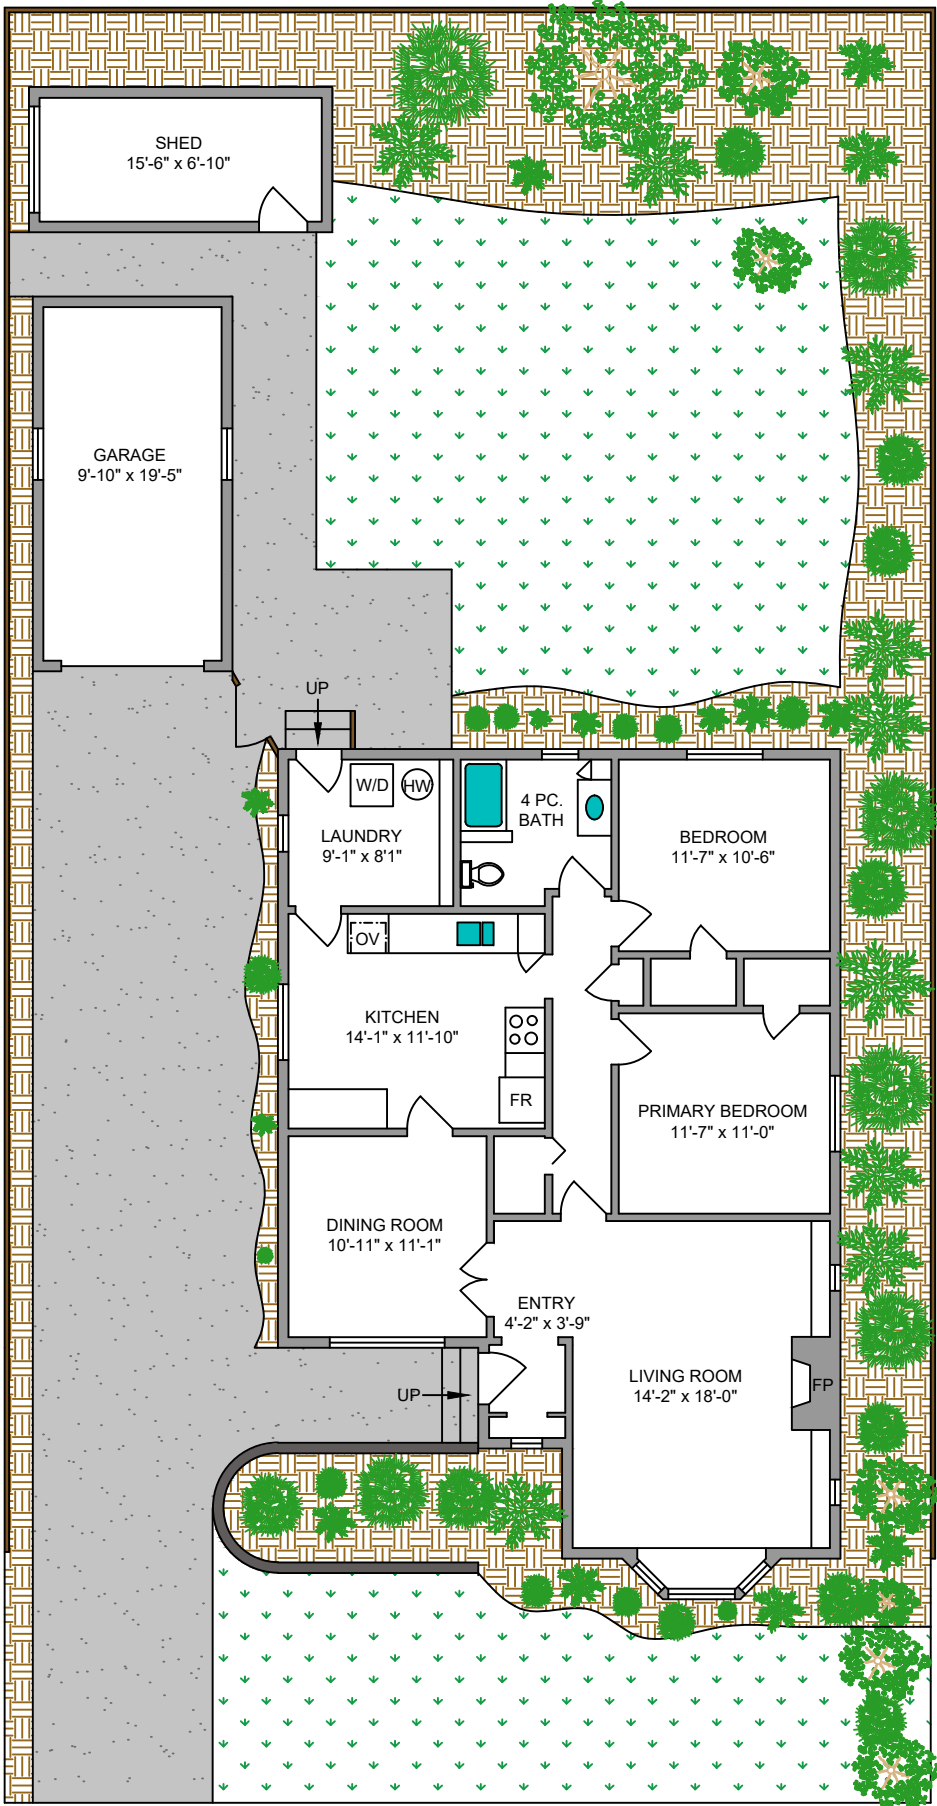 SHED
15'-6" x 6'-10"
GARAGE
9'-10" x 19'-5"
UP
W/D
HW
4 PC.
BATH
LAUNDRY
9'-1" x 8'1"
BEDROOM
11'-7" x 10'-6"
OV
KITCHEN
14'-1" x 11'-10"
FR
PRIMARY BEDROOM
11'-7" x 11'-0"
DINING ROOM
10'-11" x 11'-1"
ENTRY
4'-2" x 3'-9"
LIVING ROOM
14'-2" x 18'-0"
FP
UP